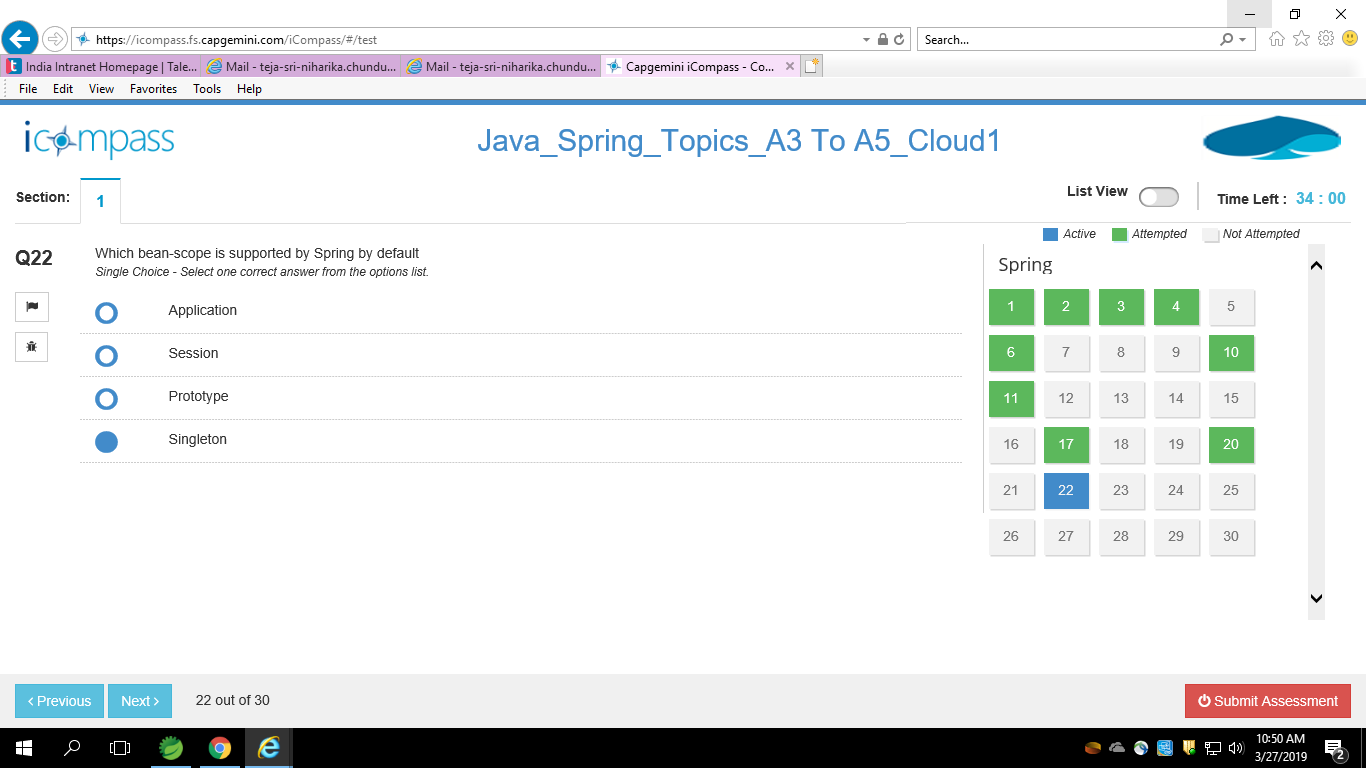 https://icompass.fs.capgemini.com/iCompass/#/test
Search...
India Intranet Homepage | Tale...
Mail - teja-sri-niharika.chundu...
Mail - teja-sri-niharika.chundu...
Capgemini iCompass - Co...
File Edit View Favorites Tools Help
icompass
Java_Spring_Topics_A3 To A5_Cloud1
Section: 1
List View
Time Left : 34 : 00
Active Attempted Not Attempted
Q22
Which bean-scope is supported by Spring by default
Single Choice - Select one correct answer from the options list.
Application
Session
Prototype
Singleton
Spring
1 2 3 4 5
6 7 8 9 10
11 12 13 14 15
16 17 18 19 20
21 22 23 24 25
26 27 28 29 30
< Previous
Next >
22 out of 30
Submit Assessment
10:50 AM
3/27/2019
2